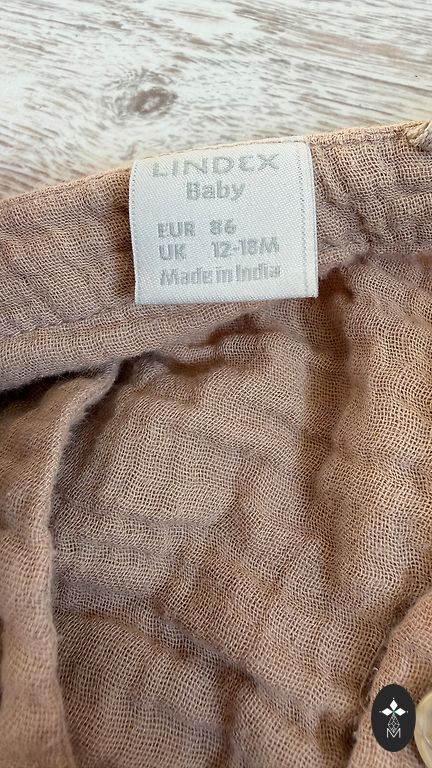 LINDEX
Baby
EUR 86
UK 12-18M
Made in India